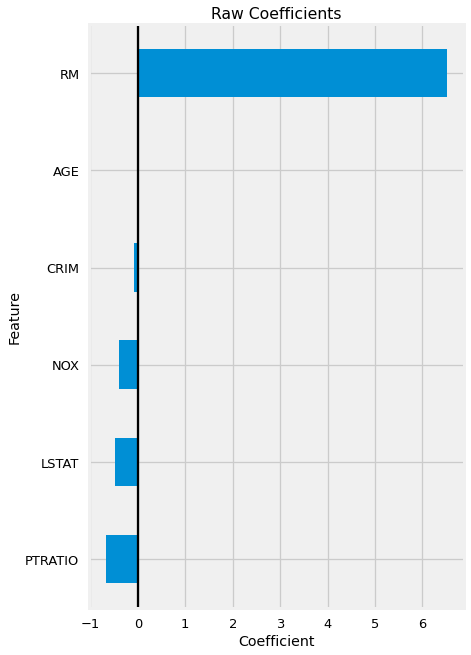 Raw Coefficients
RM
AGE
CRIM
NOX
LSTAT
PTRATIO
Feature
−1 0 1 2 3 4 5 6
Coefficient